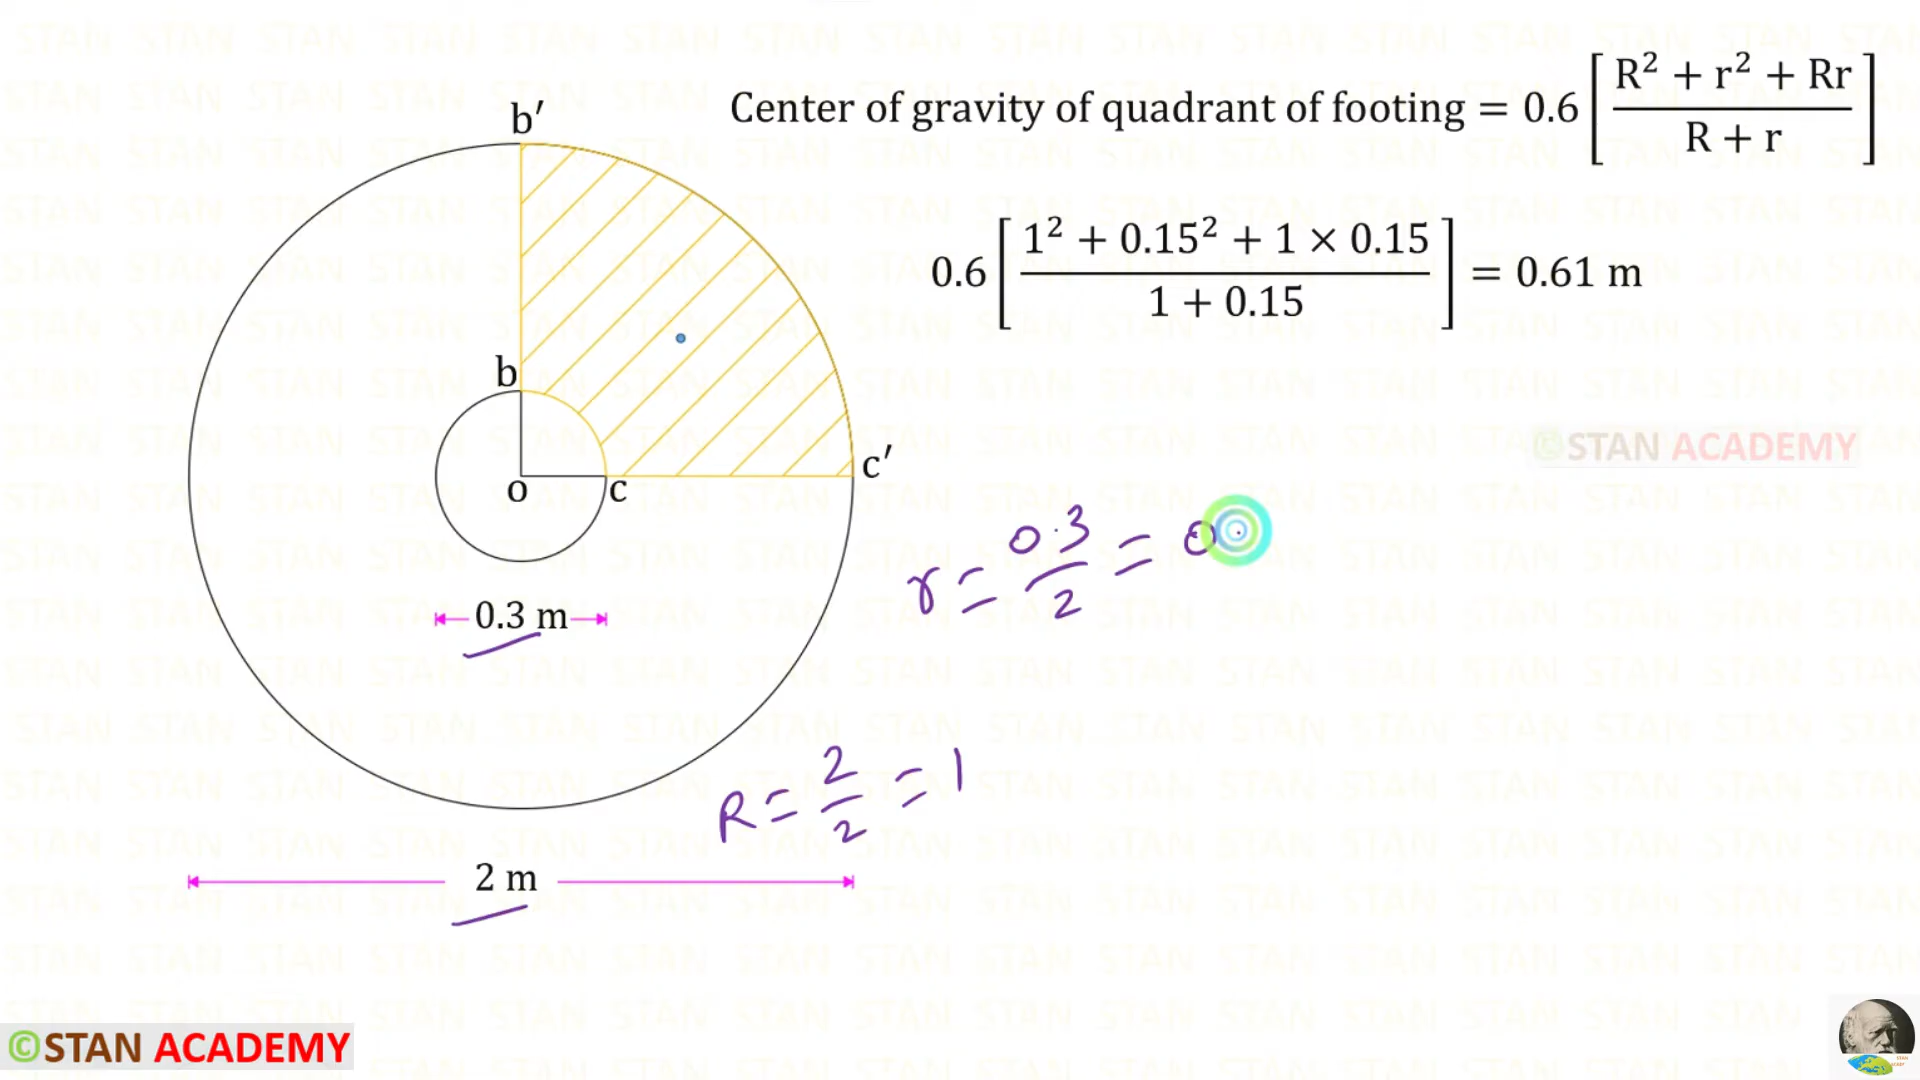 Center of gravity of quadrant of footing = 0.6 [ (R² + r² + Rr) / (R + r) ]
0.6 [ (1² + 0.15² + 1 × 0.15) / (1 + 0.15) ] = 0.61 m
b′
b
o
c
c′
0.3 m
r = 0.3/2 = 0.
R = 2/2 = 1
2 m
©STAN ACADEMY
©STAN ACADEMY